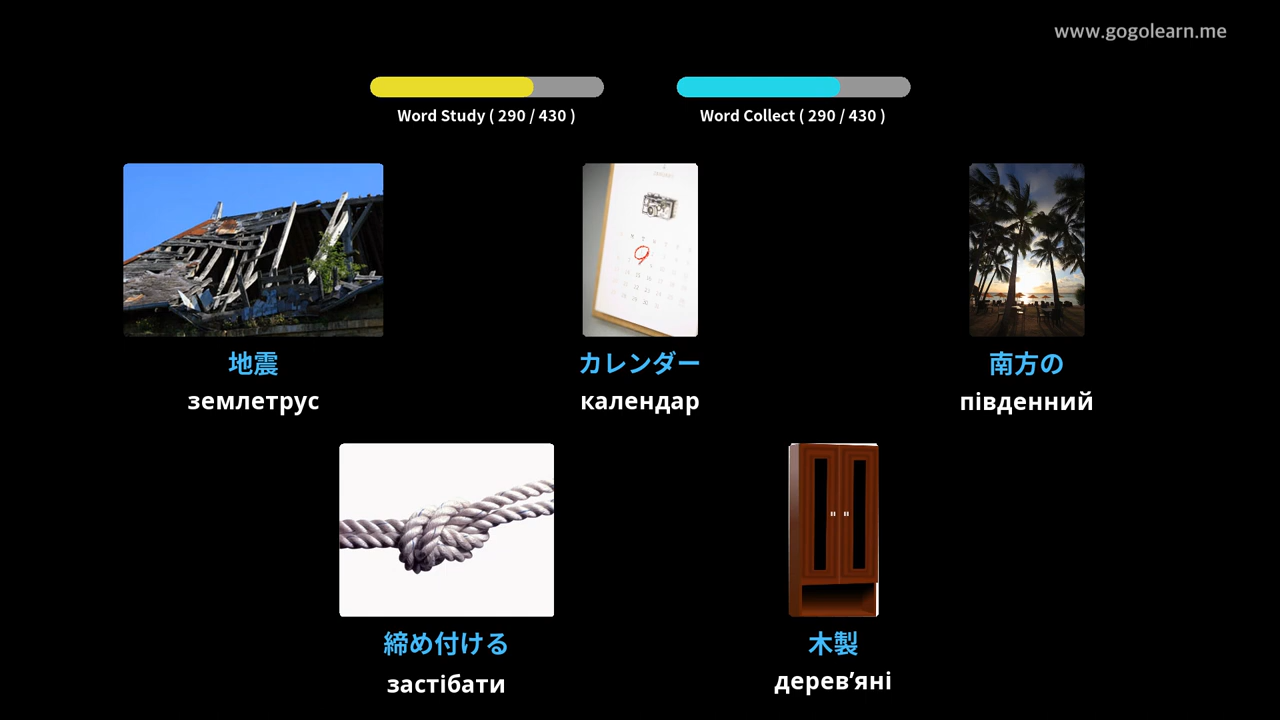 www.gogolearn.me
Word Study ( 290 / 430 )
Word Collect ( 290 / 430 )
地震
землетрус
カレンダー
календар
南方の
південний
締め付ける
застібати
木製
дерев’яні